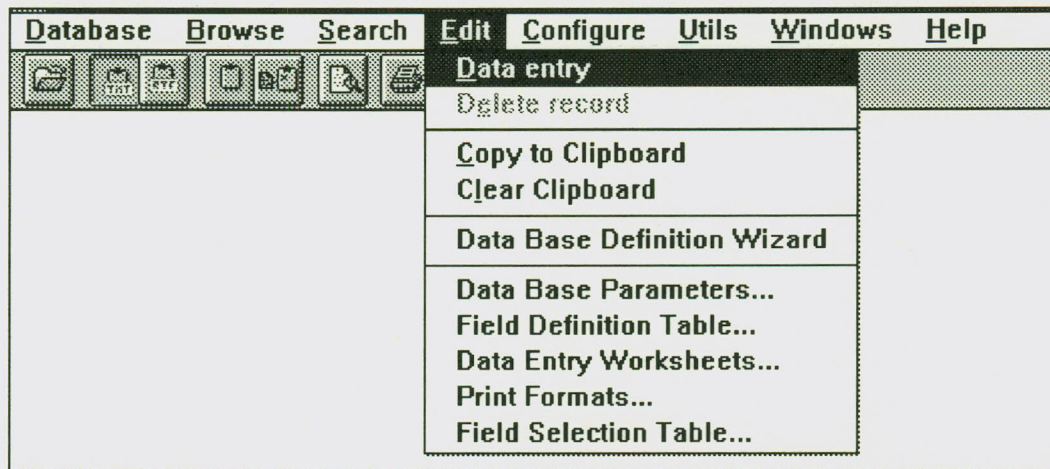 Database Browse Search Edit Configure Utils Windows Help
TXT
Data entry
Delete record
Copy to Clipboard
Clear Clipboard
Data Base Definition Wizard
Data Base Parameters...
Field Definition Table...
Data Entry Worksheets...
Print Formats...
Field Selection Table...